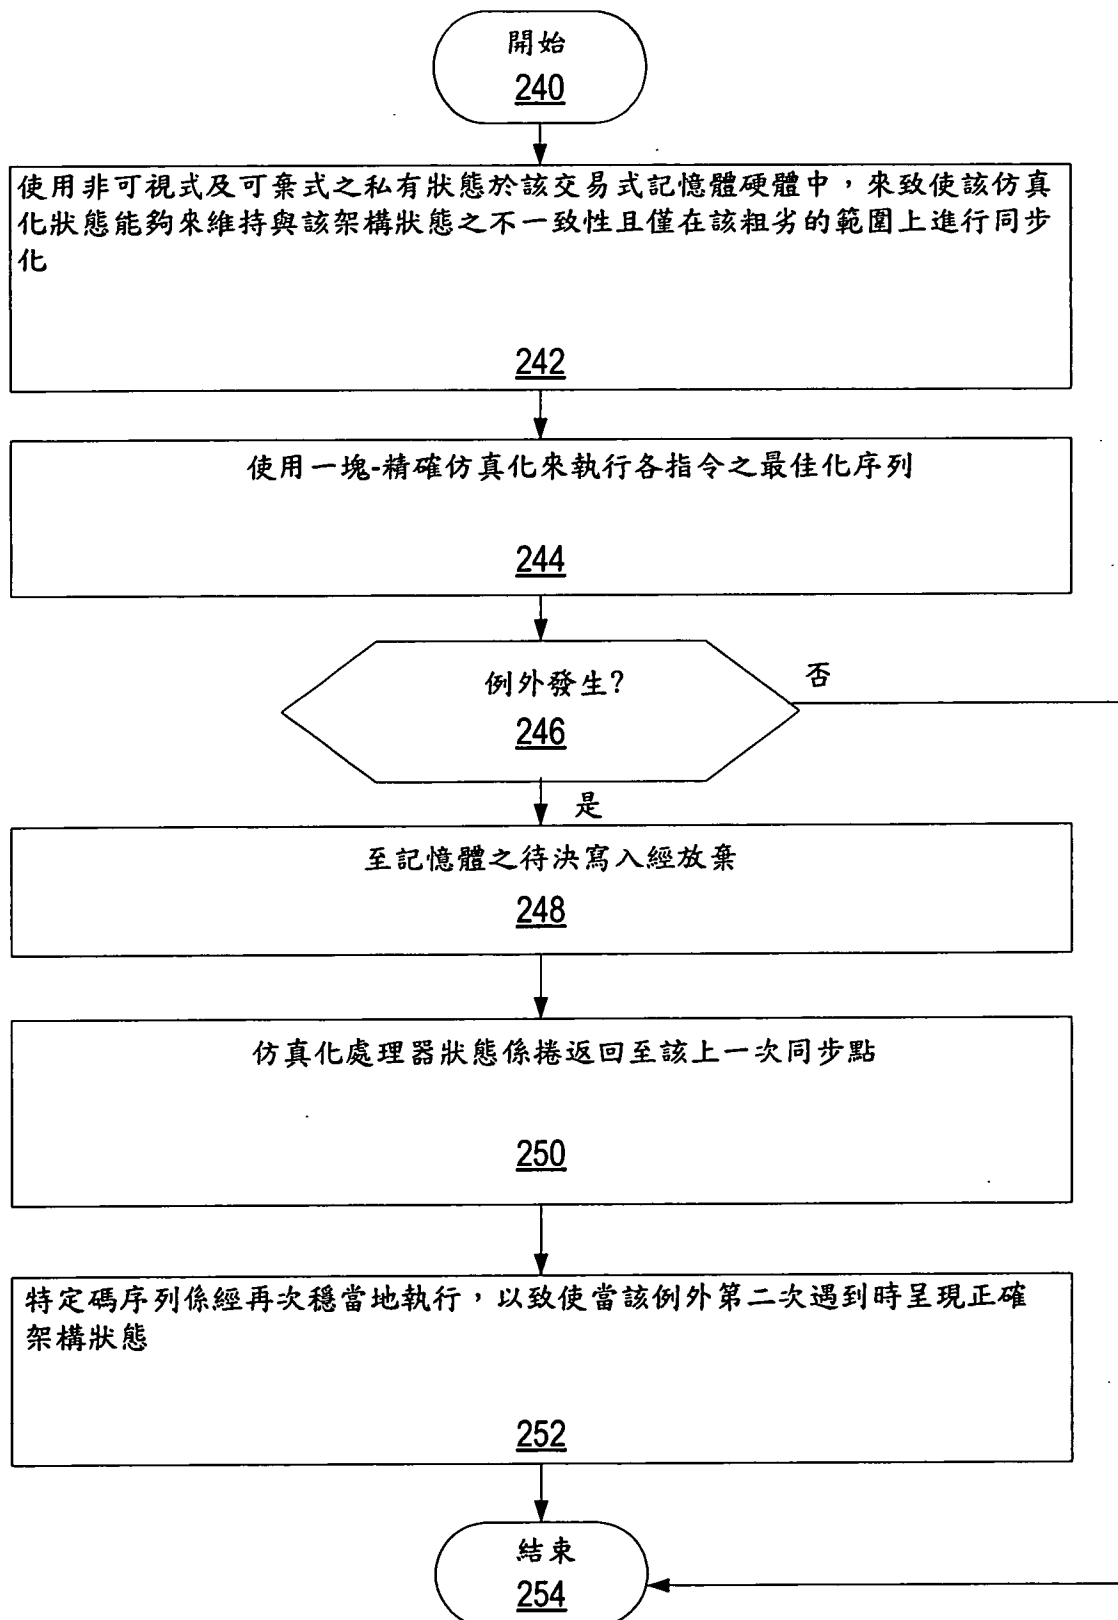 開始
240
使用非可視式及可棄式之私有狀態於該交易式記憶體硬體中，來致使該仿真
化狀態能夠來維持與該架構狀態之不一致性且僅在該粗劣的範圍上進行同步
化
242
使用一塊-精確仿真化來執行各指令之最佳化序列
244
例外發生?
246
否
是
至記憶體之待決寫入經放棄
248
仿真化處理器狀態係捲返回至該上一次同步點
250
特定碼序列係經再次穩當地執行，以致使當該例外第二次遇到時呈現正確
架構狀態
252
結束
254